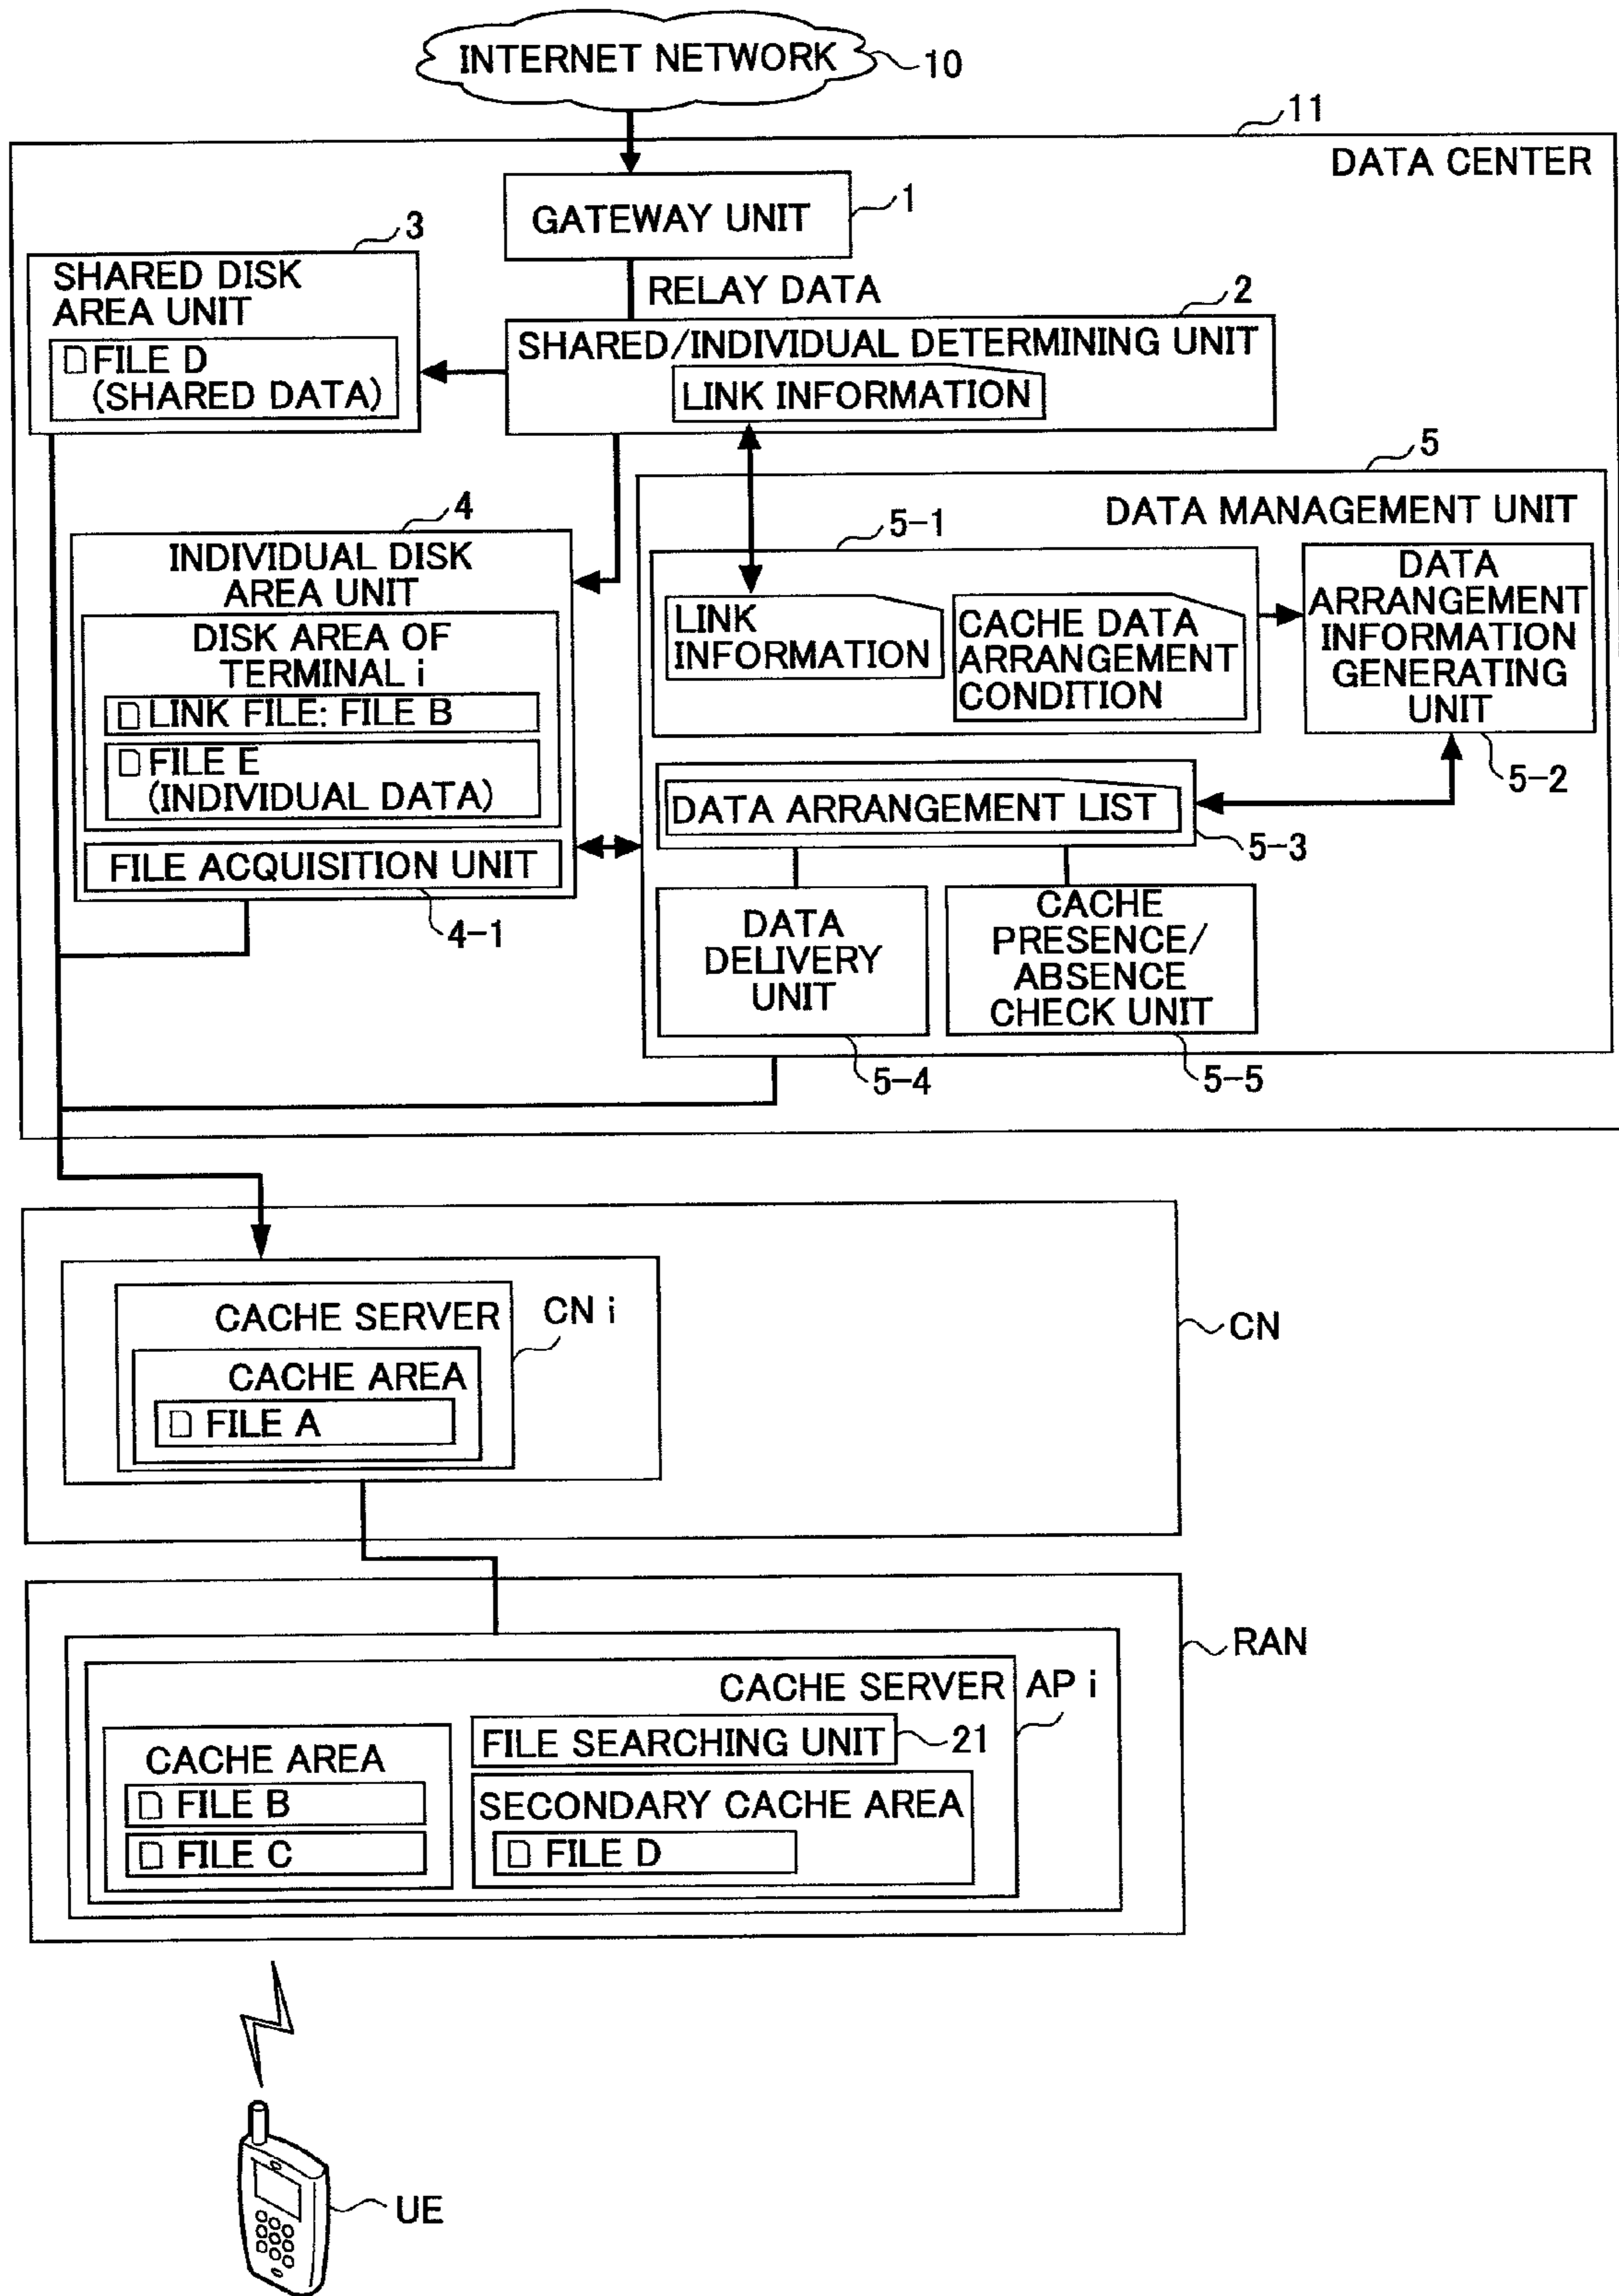 INTERNET NETWORK
10
11
DATA CENTER
GATEWAY UNIT
1
3
SHARED DISK
AREA UNIT
FILE D
(SHARED DATA)
RELAY DATA
2
SHARED/INDIVIDUAL DETERMINING UNIT
LINK INFORMATION
4
INDIVIDUAL DISK
AREA UNIT
DISK AREA OF
TERMINAL i
LINK FILE: FILE B
FILE E
(INDIVIDUAL DATA)
FILE ACQUISITION UNIT
4-1
5
DATA MANAGEMENT UNIT
5-1
LINK
INFORMATION
CACHE DATA
ARRANGEMENT
CONDITION
DATA
ARRANGEMENT
INFORMATION
GENERATING
UNIT
5-2
DATA ARRANGEMENT LIST
5-3
DATA
DELIVERY
UNIT
5-4
CACHE
PRESENCE/
ABSENCE
CHECK UNIT
5-5
CACHE SERVER
CN i
CACHE AREA
FILE A
CN
RAN
CACHE SERVER
AP i
CACHE AREA
FILE B
FILE C
FILE SEARCHING UNIT
21
SECONDARY CACHE AREA
FILE D
UE